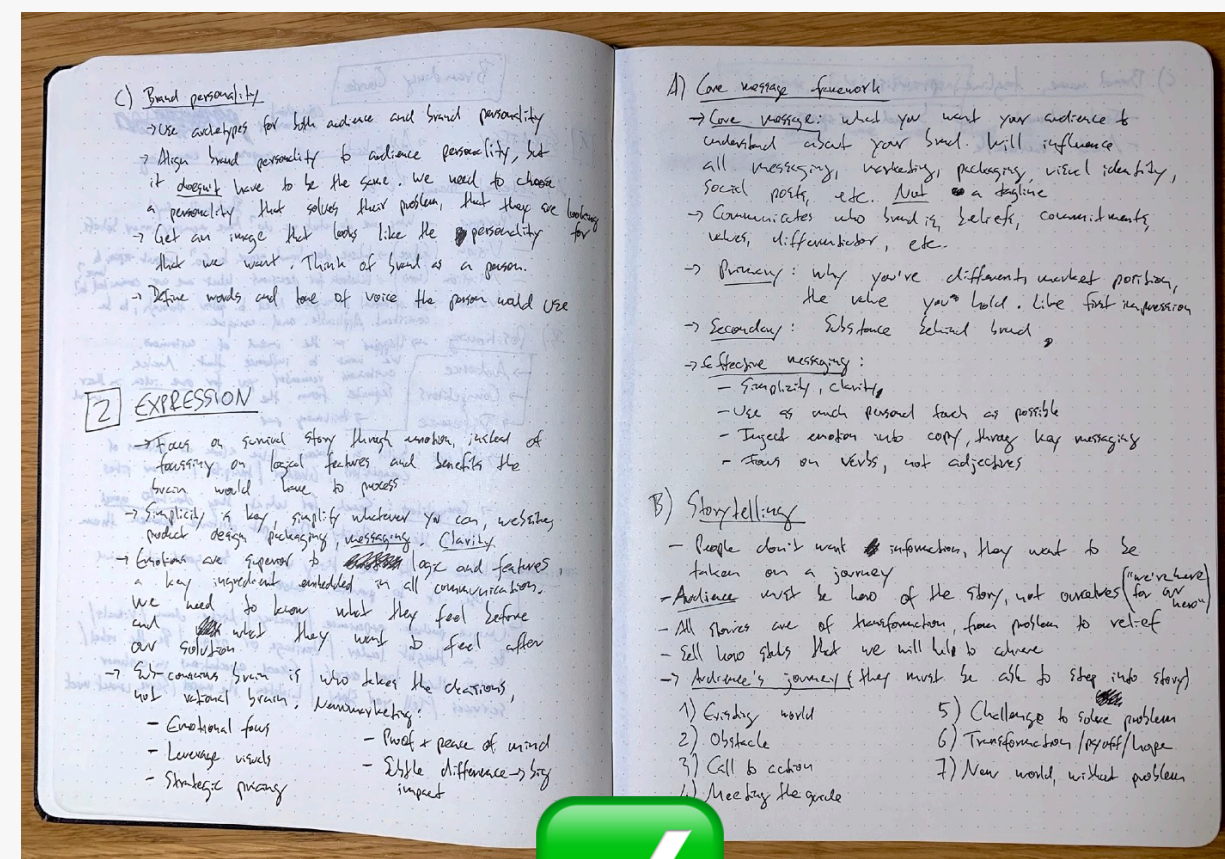 C) Brand personality
→ Use archetypes for both audience and brand personality
→ Align brand personality to audience personality, but
it doesn't have to be the same. We need to choose
a personality that solves their problem, that they are looking
for
→ Get an image that looks like the personality
that we want. Think of brand as a person.
→ Define words and tone of voice the person would use
2 EXPRESSION
→ Focus on survival story through emotion, instead of
focussing on logical features and benefits the
brain would have to process
→ Simplicity is key, simplify whatever you can, websites,
product design, packaging, messaging. Clarity
→ Emotions are superior to logic and features,
a key ingredient embedded in all communication.
We need to know what they feel before
and what they want to feel after
our solution
→ Sub-conscious brain is who takes the decisions,
not rational brain. Neuromarketing:
- Emotional focus
- Leverage visuals
- Strategic pricing
- Proof + peace of mind
- Subtle difference → big
impact
A) Core message framework
→ Core message: what you want your audience to
understand about your brand. Will influence
all messaging, marketing, packaging, visual identity,
social posts, etc. Not a tagline
→ Communicates who brand is, beliefs, commitments,
values, differentiator, etc.
→ Primary: why you're different, market position,
the value you hold. Like first impression
→ Secondary: Substance behind brand
→ Effective messaging:
- Simplicity, clarity
- Use as much personal touch as possible
- Inject emotion into copy, throug key messaging
- Focus on verbs, not adjectives
B) Storytelling
- People don't want information, they want to be
taken on a journey
- Audience must be hero of the story, not ourselves ("we're here
for our
hero")
- All stories are of transformation, from problem to relief
- Sell hero goals that we will help to achieve
→ Audience's journey (they must be able to step into story)
1) Existing world
2) Obstacle
3) Call to action
4) Meeting the guide
5) Challenge to solve problem
6) Transformation/payoff/hope
7) New world, without problem